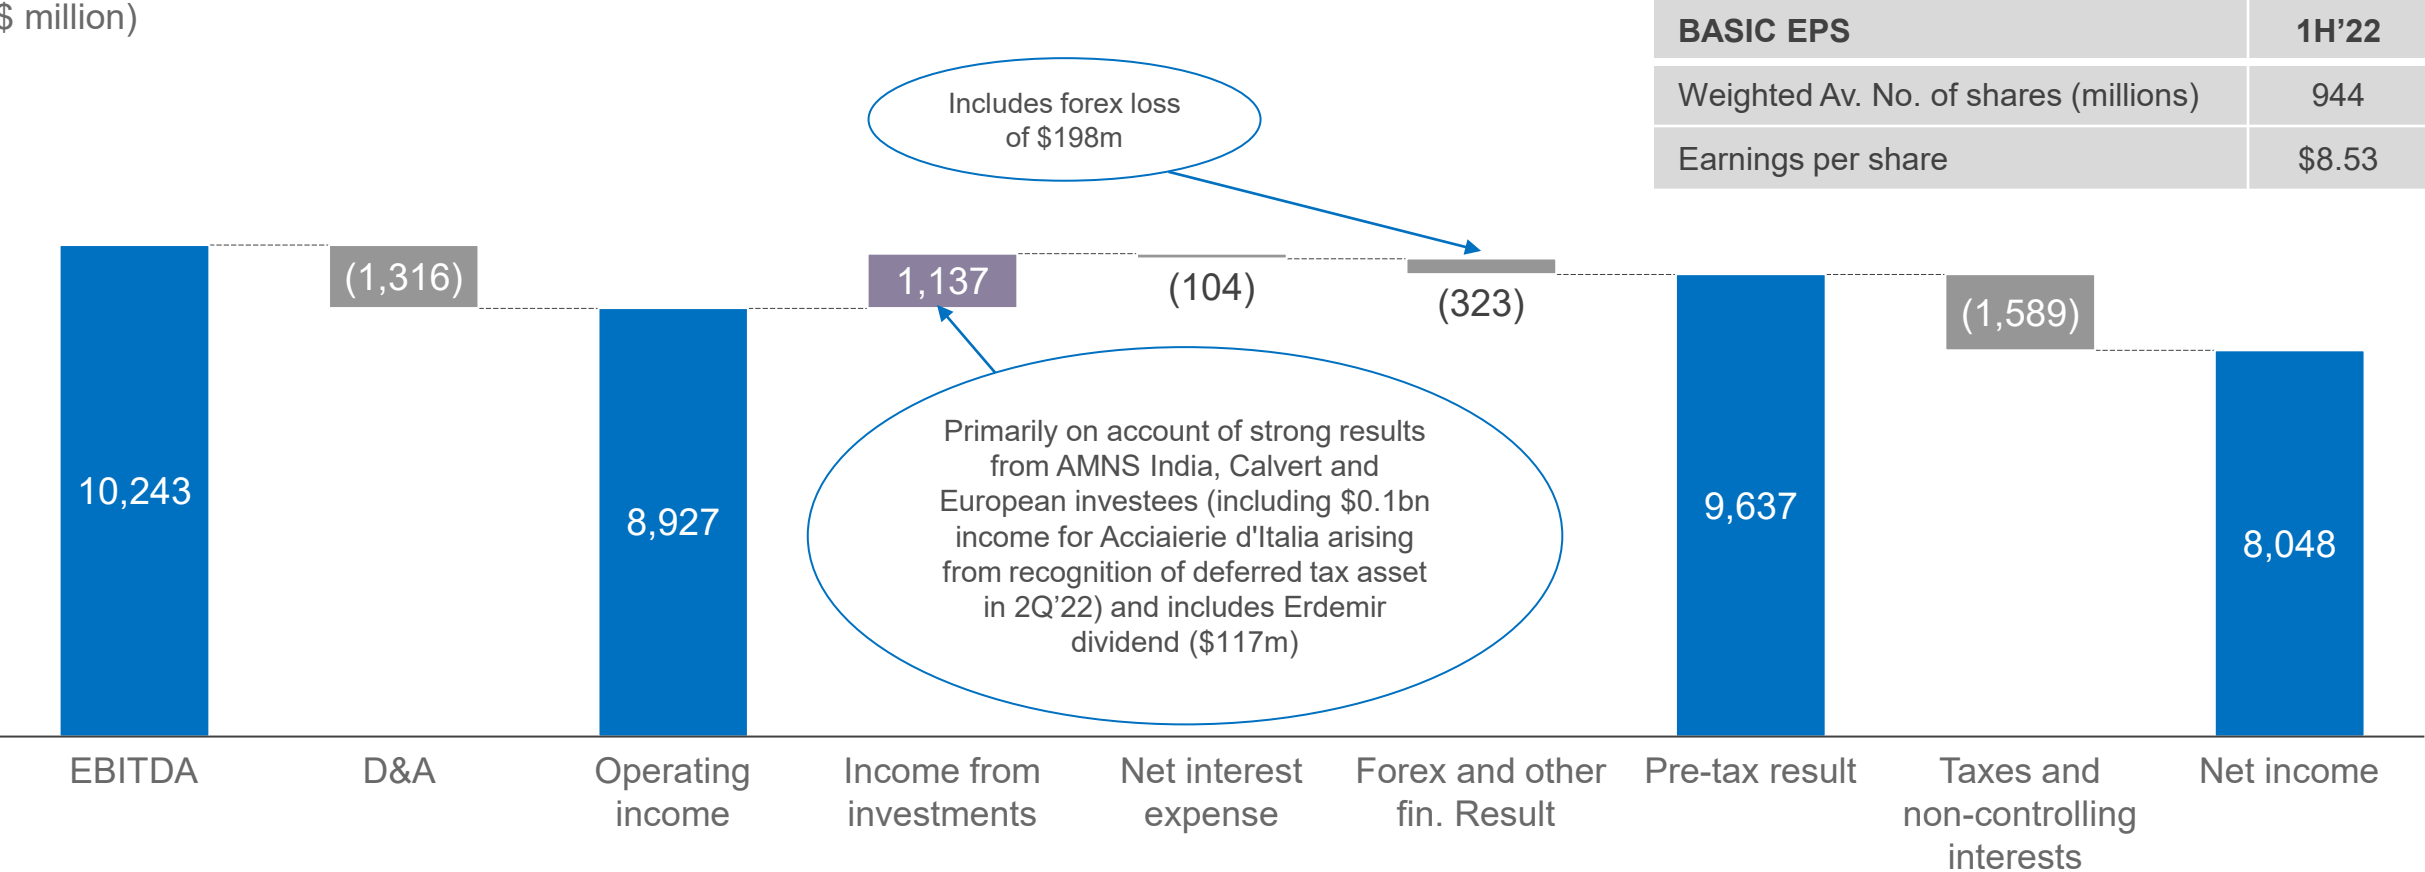 $ million)
BASIC EPS 1H’22
Weighted Av. No. of shares (millions) 944
Earnings per share $8.53
Includes forex loss
of $198m
10,243
(1,316)
8,927
1,137
(104)
(323)
9,637
(1,589)
8,048
Primarily on account of strong results
from AMNS India, Calvert and
European investees (including $0.1bn
income for Acciaierie d'Italia arising
from recognition of deferred tax asset
in 2Q’22) and includes Erdemir
dividend ($117m)
EBITDA
D&A
Operating
income
Income from
investments
Net interest
expense
Forex and other
fin. Result
Pre-tax result
Taxes and
non-controlling
interests
Net income